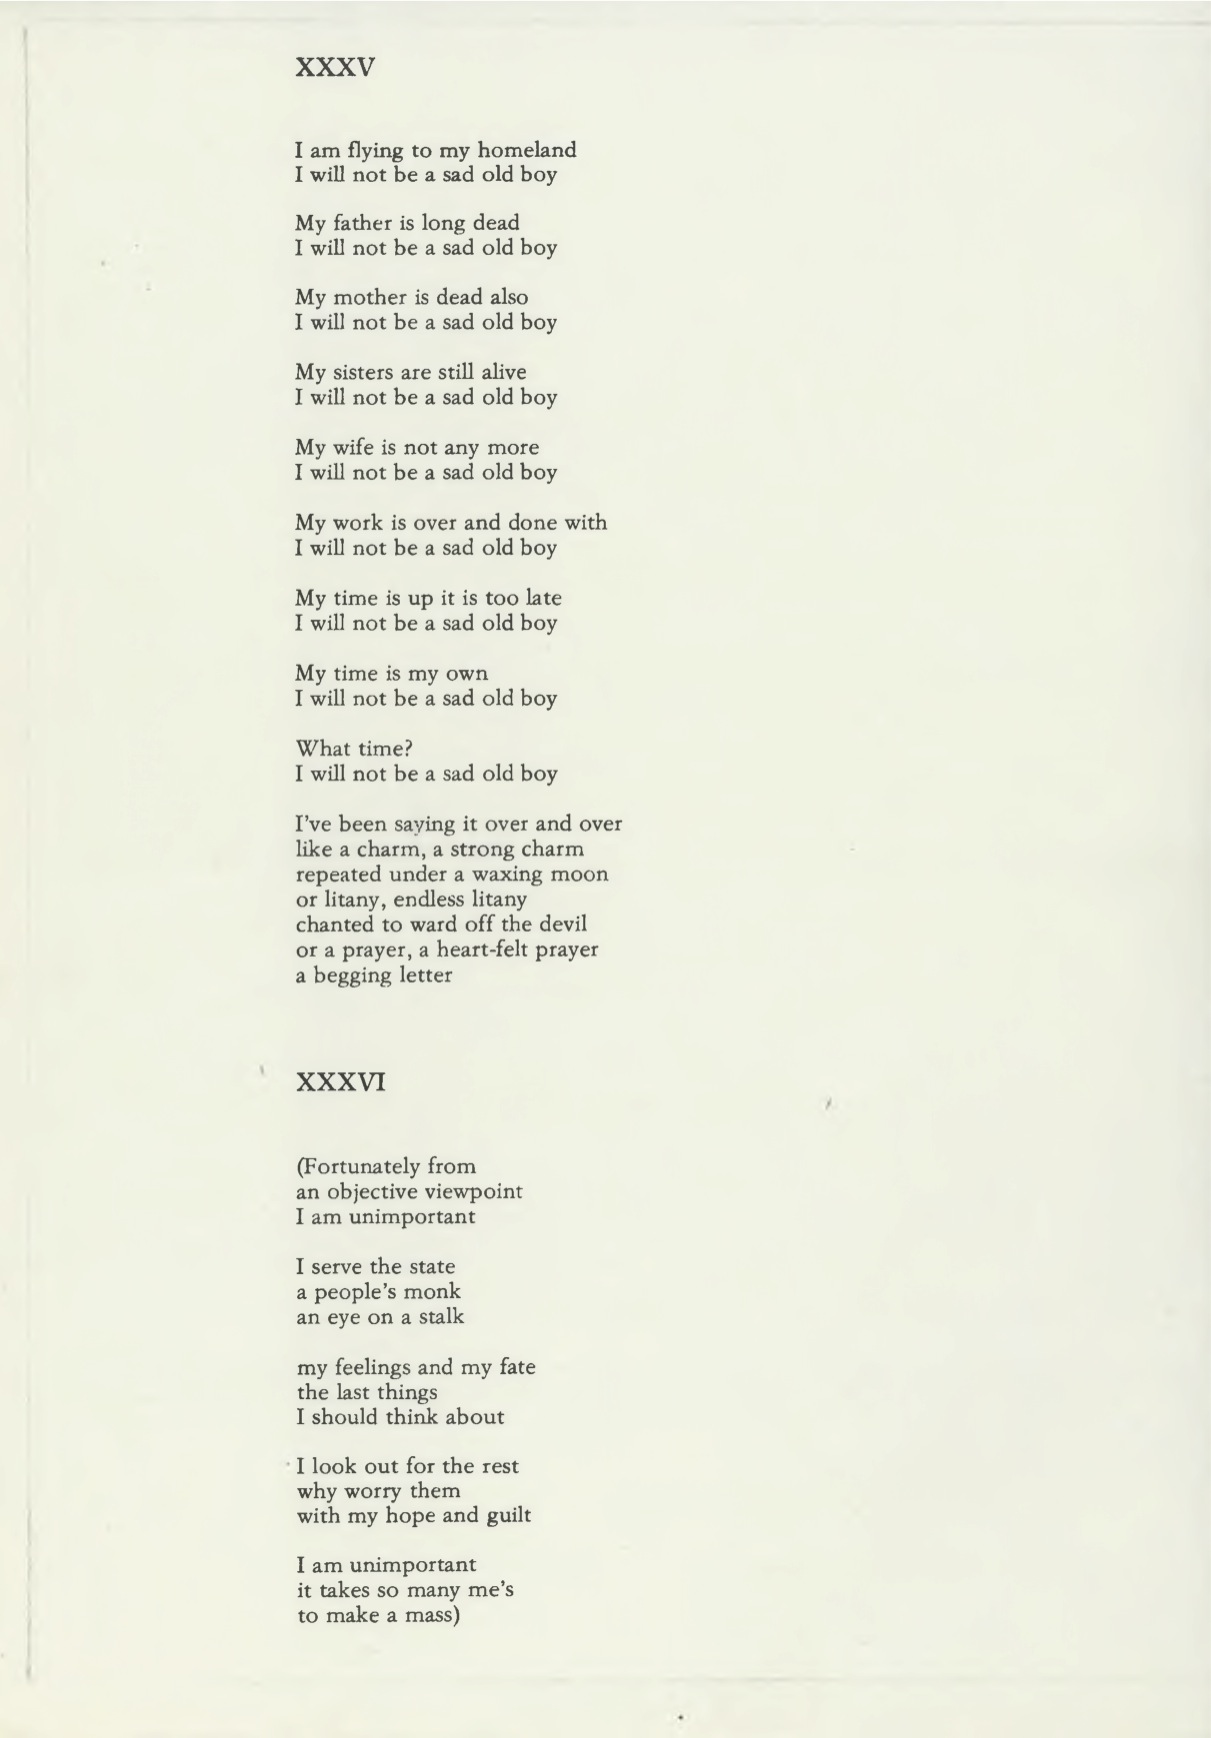 XXXV
I am flying to my homeland
I will not be a sad old boy
My father is long dead
I will not be a sad old boy
My mother is dead also
I will not be a sad old boy
My sisters are still alive
I will not be a sad old boy
My wife is not any more
I will not be a sad old boy
My work is over and done with
I will not be a sad old boy
My time is up it is too late
I will not be a sad old boy
My time is my own
I will not be a sad old boy
What time?
I will not be a sad old boy
I've been saying it over and over
like a charm, a strong charm
repeated under a waxing moon
or litany, endless litany
chanted to ward off the devil
or a prayer, a heart-felt prayer
a begging letter
XXXVI
(Fortunately from
an objective viewpoint
I am unimportant
I serve the state
a people's monk
an eye on a stalk
my feelings and my fate
the last things
I should think about
I look out for the rest
why worry them
with my hope and guilt
I am unimportant
it takes so many me's
to make a mass)